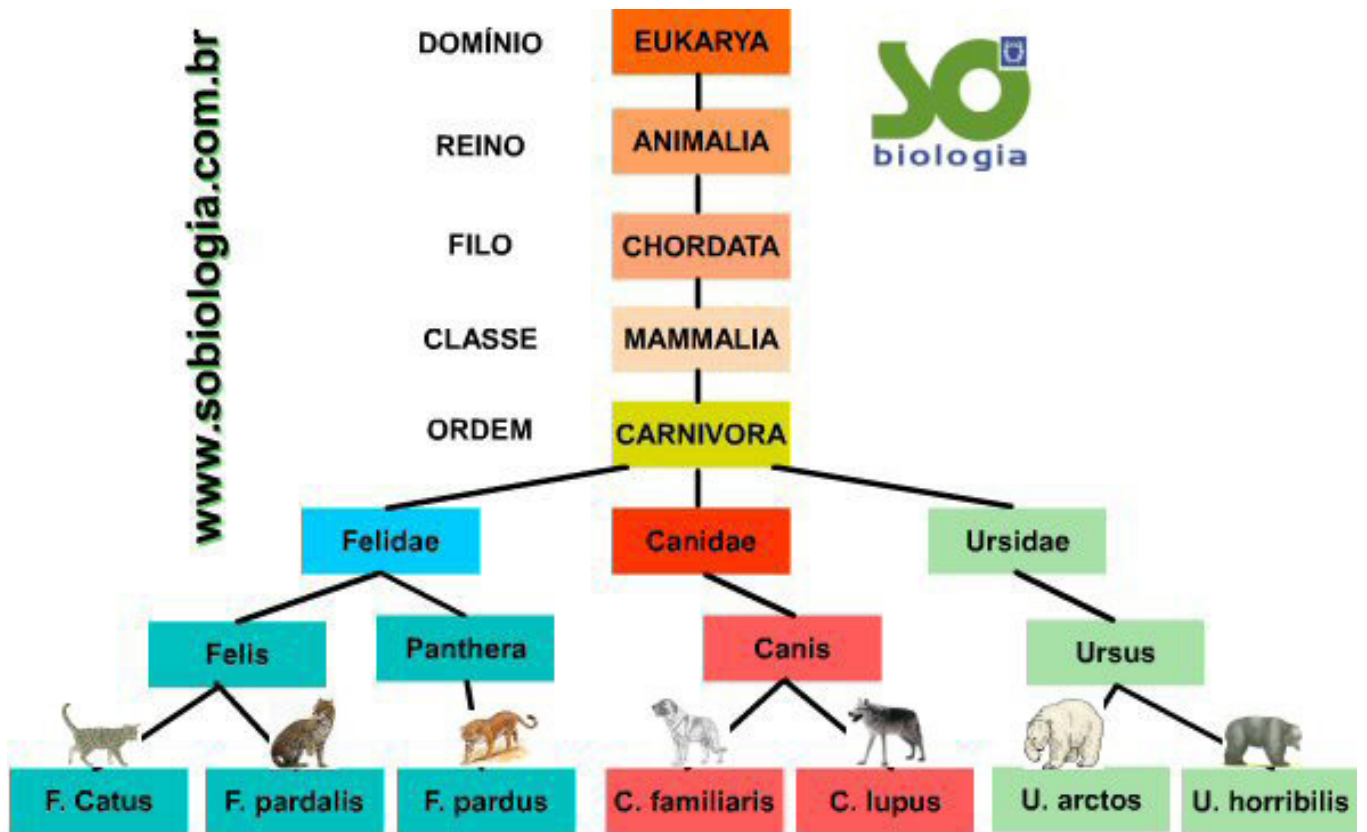 www.sobiologia.com.br
DOMÍNIO EUKARYA
SO
biologia
REINO ANIMALIA
FILO CHORDATA
CLASSE MAMMALIA
ORDEM CARNIVORA
Felidae Canidae Ursidae
Felis Panthera Canis Ursus
F. Catus F. pardalis F. pardus C. familiaris C. lupus U. arctos U. horribilis